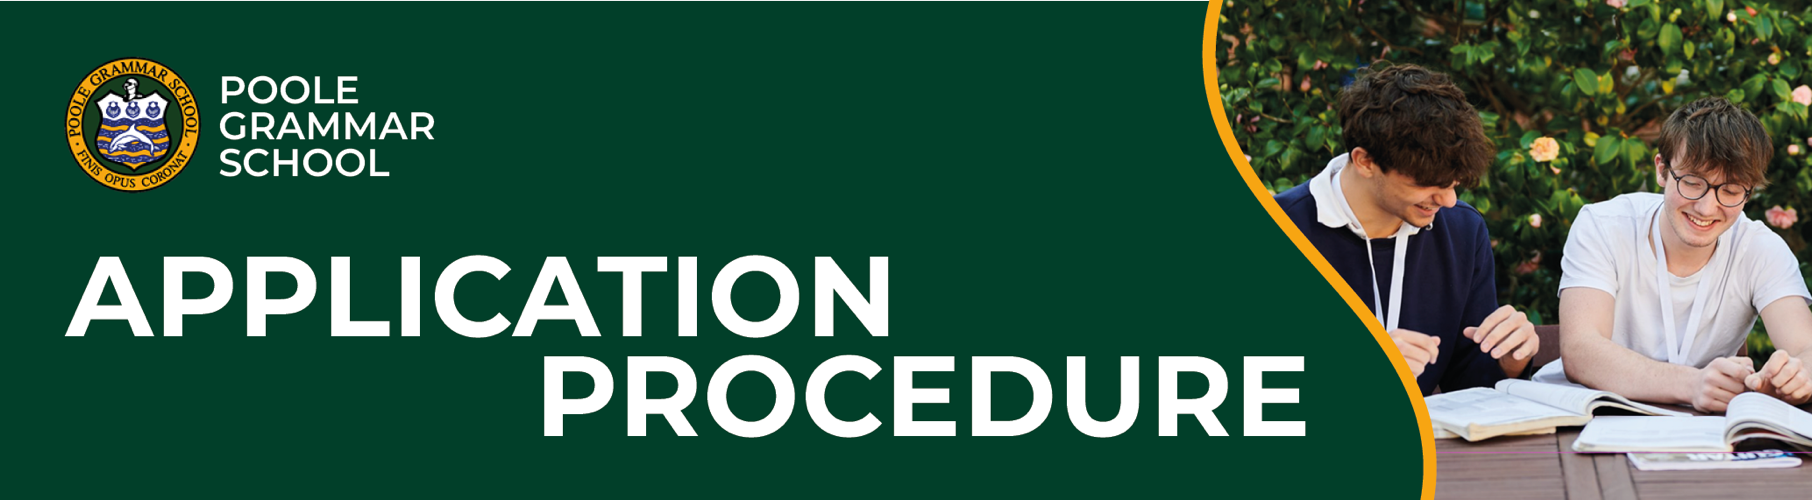 POOLE GRAMMAR SCHOOL
· FINIS OPUS CORONAT ·
POOLE
GRAMMAR
SCHOOL
APPLICATION
PROCEDURE